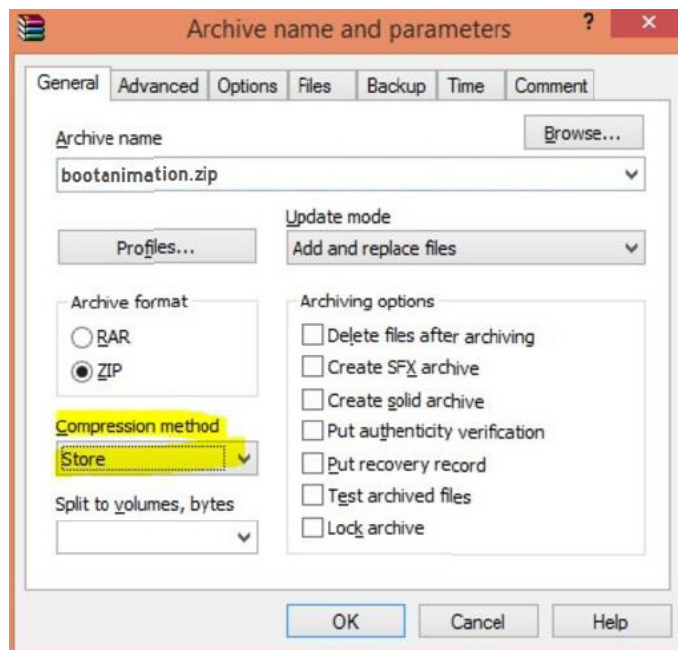 Archive name and parameters ?
General Advanced Options Files Backup Time Comment
Archive name Browse...
bootanimation.zip
Update mode
Profiles... Add and replace files
Archive format Archiving options
RAR Delete files after archiving
ZIP Create SFX archive
Create solid archive
Compression method Put authenticity verification
Store Put recovery record
Split to volumes, bytes Test archived files
Lock archive
OK Cancel Help